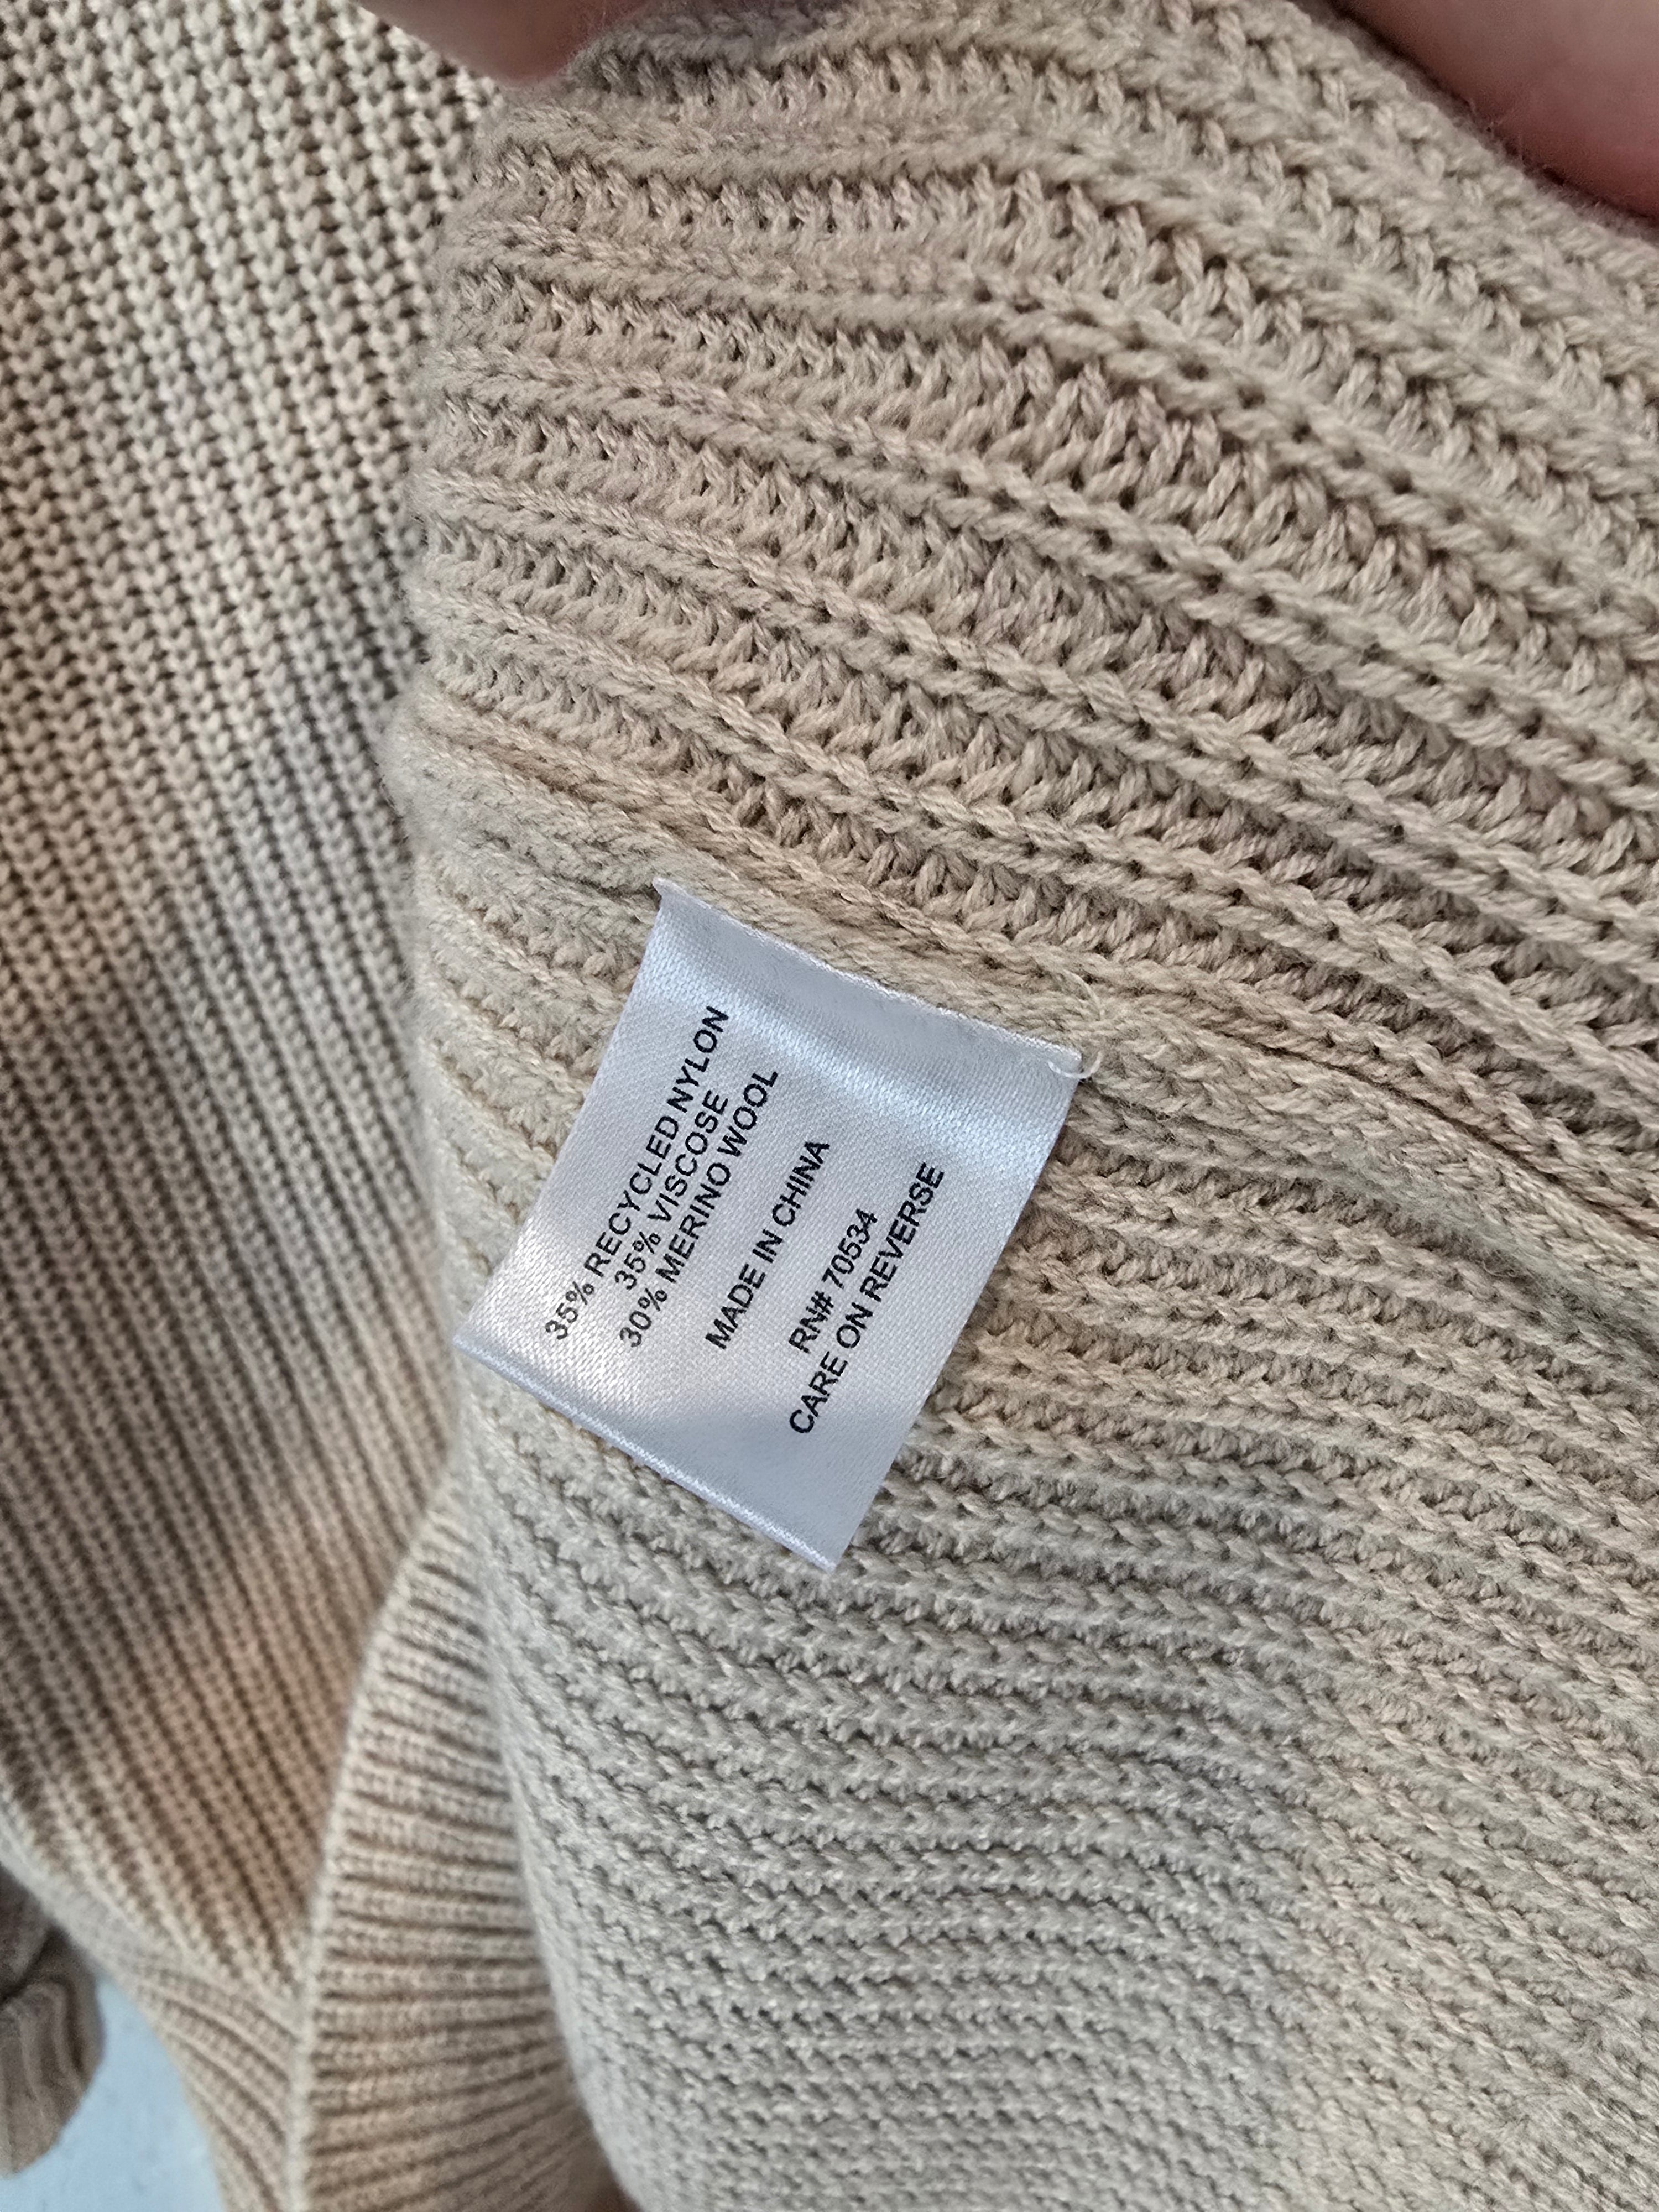 35% RECYCLED NYLON
35% VISCOSE
30% MERINO WOOL
MADE IN CHINA
RN# 70534
CARE ON REVERSE